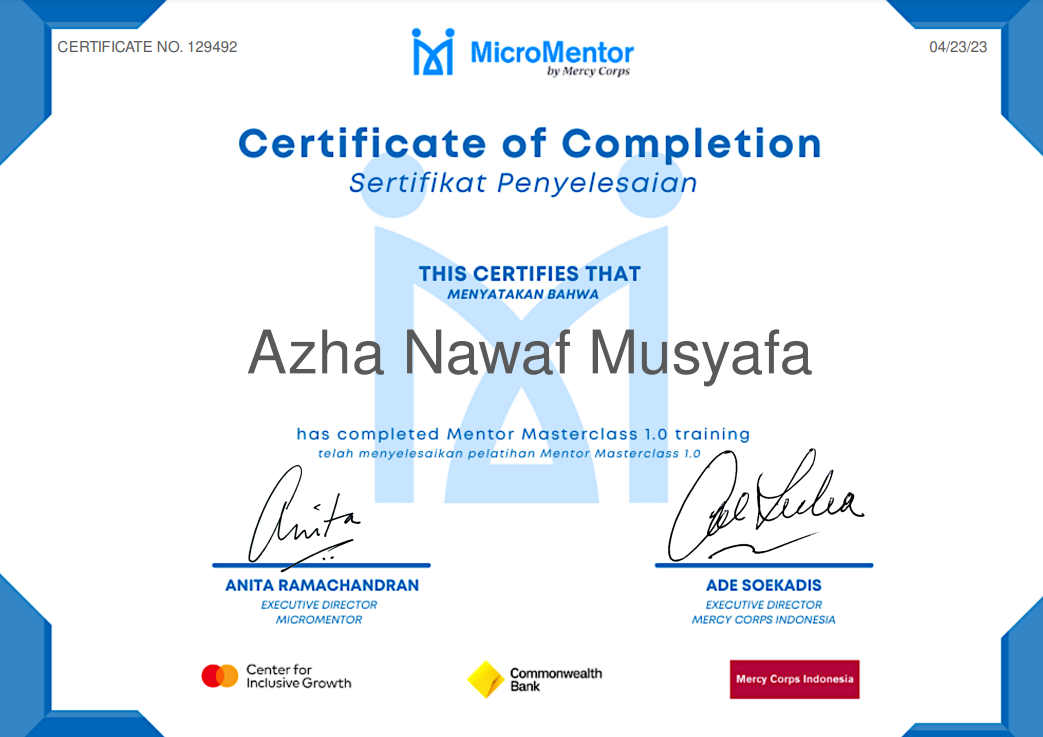 CERTIFICATE NO. 129492
04/23/23
MicroMentor
by Mercy Corps
Certificate of Completion
Sertifikat Penyelesaian
THIS CERTIFIES THAT
MENYATAKAN BAHWA
Azha Nawaf Musyafa
has completed Mentor Masterclass 1.0 training
telah menyelesaikan pelatihan Mentor Masterclass 1.0
Anita
ANITA RAMACHANDRAN
EXECUTIVE DIRECTOR
MICROMENTOR
ADE SOEKADIS
EXECUTIVE DIRECTOR
MERCY CORPS INDONESIA
Center for
Inclusive Growth
Commonwealth
Bank
Mercy Corps Indonesia